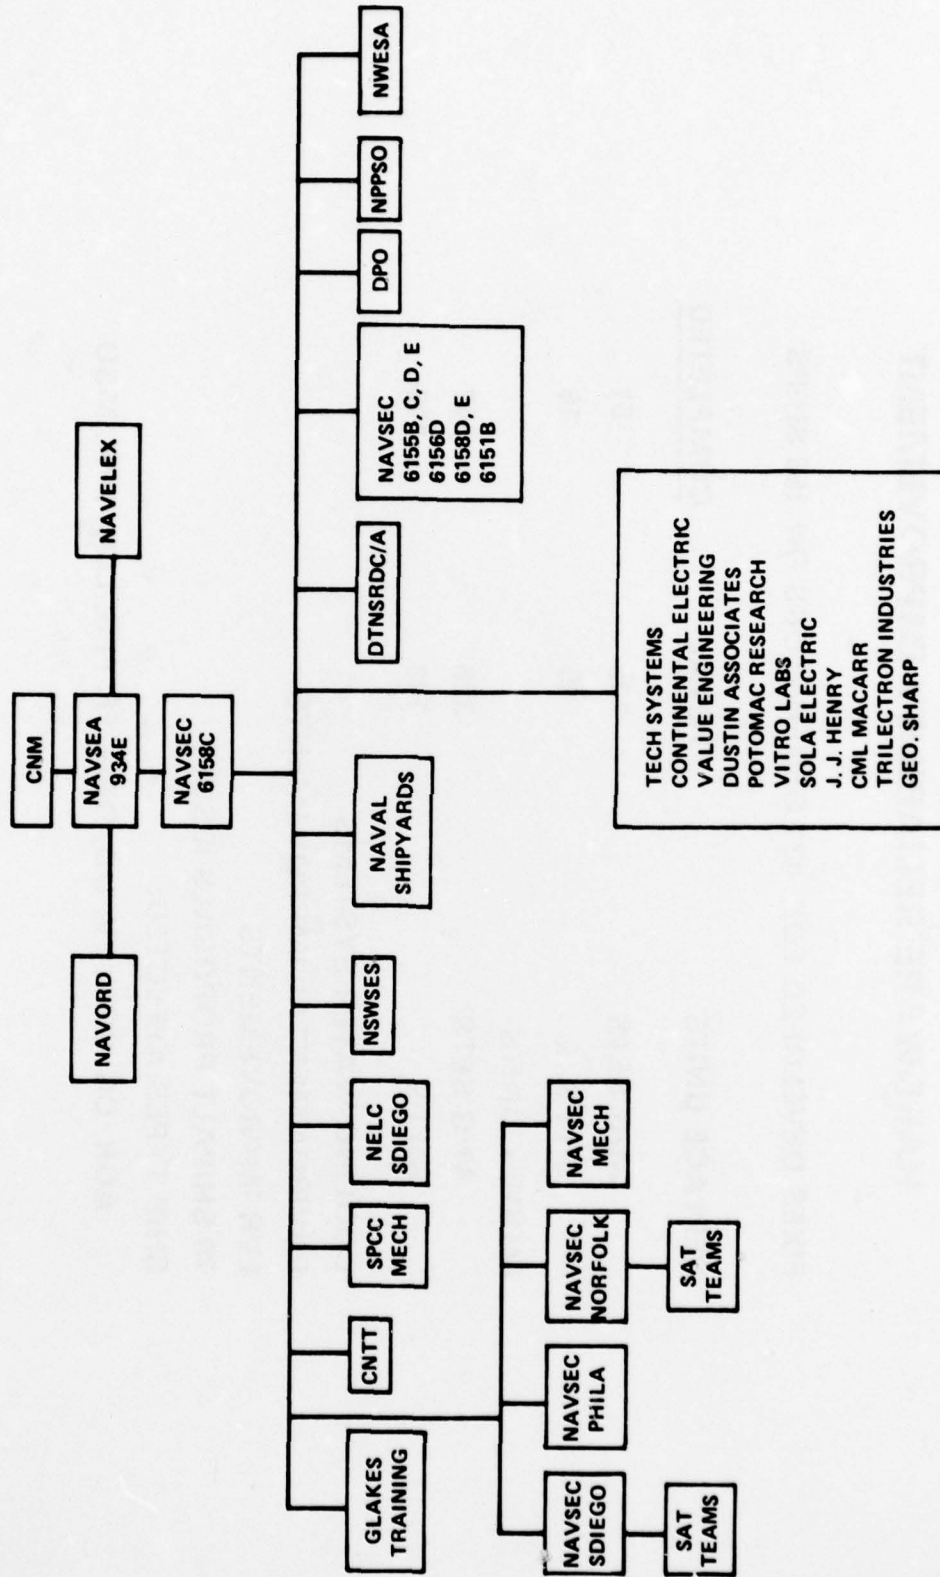 CNM
NAVORD
NAVSEA
934E
NAVELEX
NAVSEC
6158C
GLAKES
TRAINING
CNTT
SPCC
MECH
NELC
SDIEGO
NSWSES
NAVAL
SHIPYARDS
DTNSRDC/A
NAVSEC
6155B, C, D, E
6156D
6158D, E
6151B
DPO
NPPSO
NWESA
NAVSEC
SDIEGO
NAVSEC
PHILA
NAVSEC
NORFOLK
NAVSEC
MECH
SAT
TEAMS
SAT
TEAMS
TECH SYSTEMS
CONTINENTAL ELECTRIC
VALUE ENGINEERING
DUSTIN ASSOCIATES
POTOMAC RESEARCH
VITRO LABS
SOLA ELECTRIC
J. J. HENRY
CML MACARR
TRILECTRON INDUSTRIES
GEO. SHARP